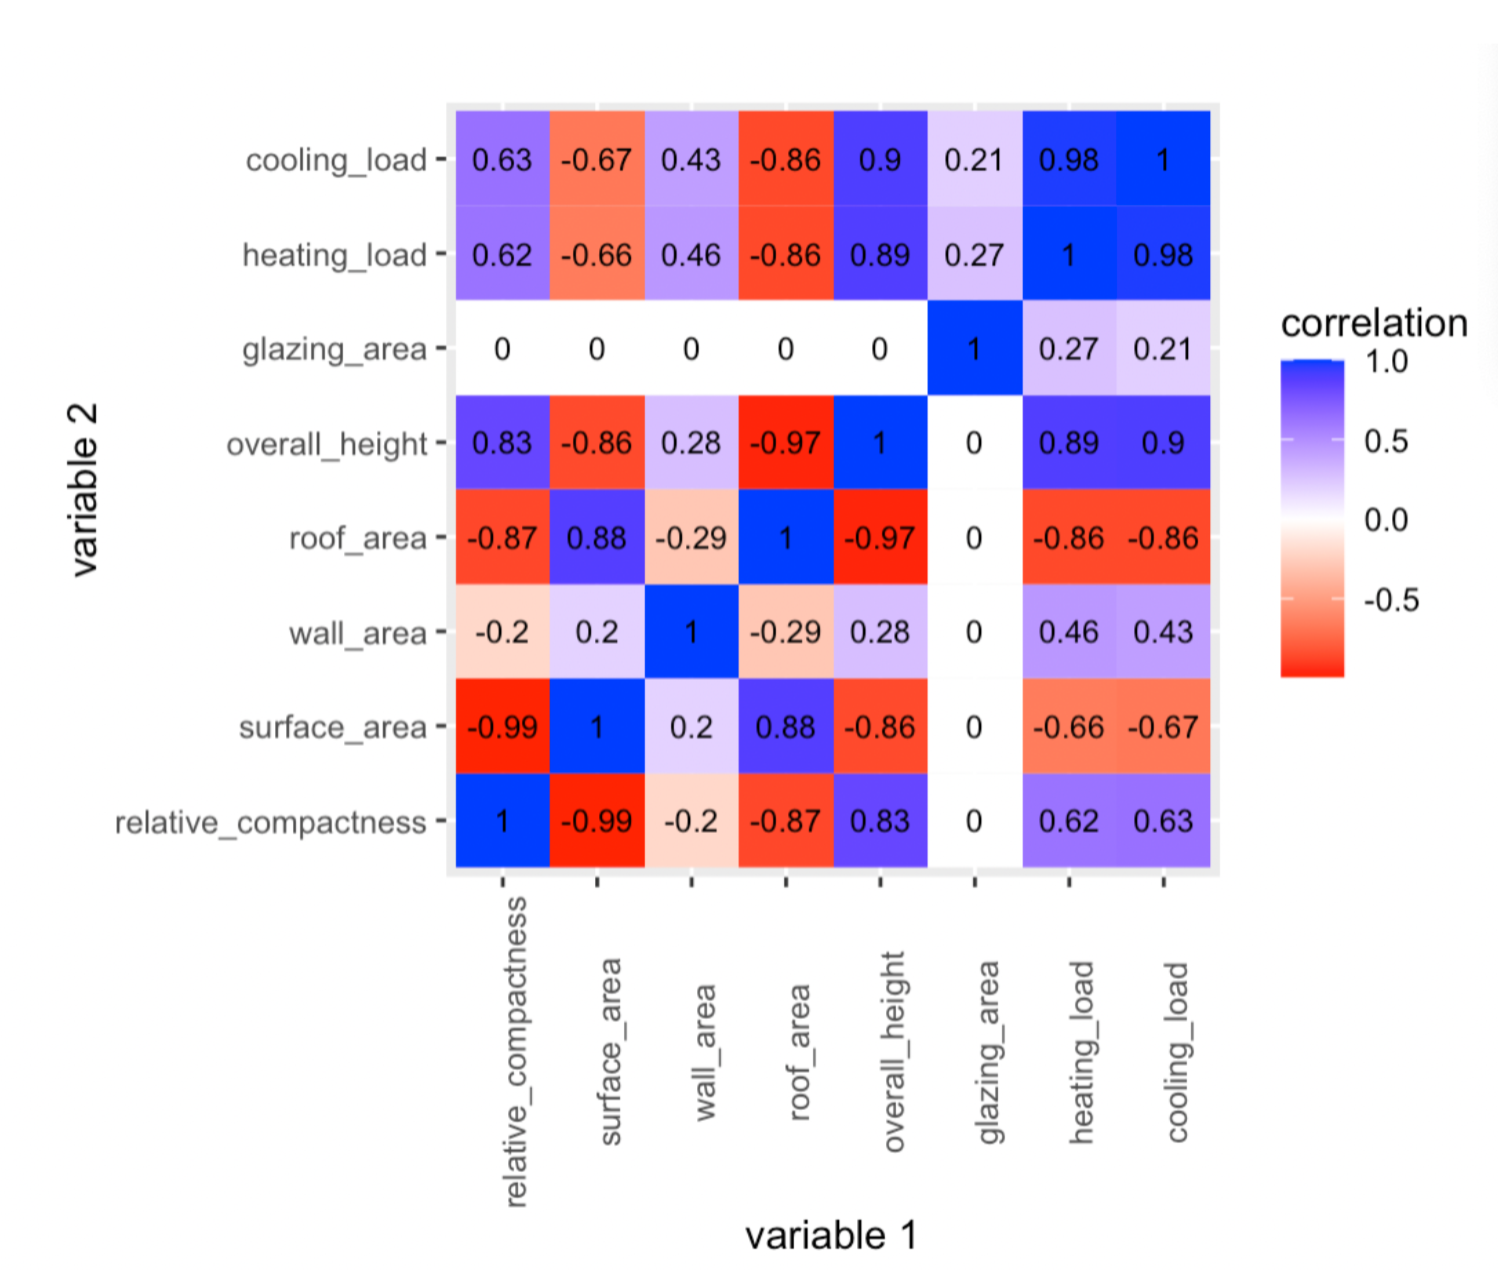 cooling_load 0.63 -0.67 0.43 -0.86 0.9 0.21 0.98 1
heating_load 0.62 -0.66 0.46 -0.86 0.89 0.27 1 0.98
glazing_area 0 0 0 0 0 1 0.27 0.21
overall_height 0.83 -0.86 0.28 -0.97 1 0 0.89 0.9
roof_area -0.87 0.88 -0.29 1 -0.97 0 -0.86 -0.86
wall_area -0.2 0.2 1 -0.29 0.28 0 0.46 0.43
surface_area -0.99 1 0.2 0.88 -0.86 0 -0.66 -0.67
relative_compactness 1 -0.99 -0.2 -0.87 0.83 0 0.62 0.63
variable 2
relative_compactness
surface_area
wall_area
roof_area
overall_height
glazing_area
heating_load
cooling_load
variable 1
correlation
1.0
0.5
0.0
-0.5